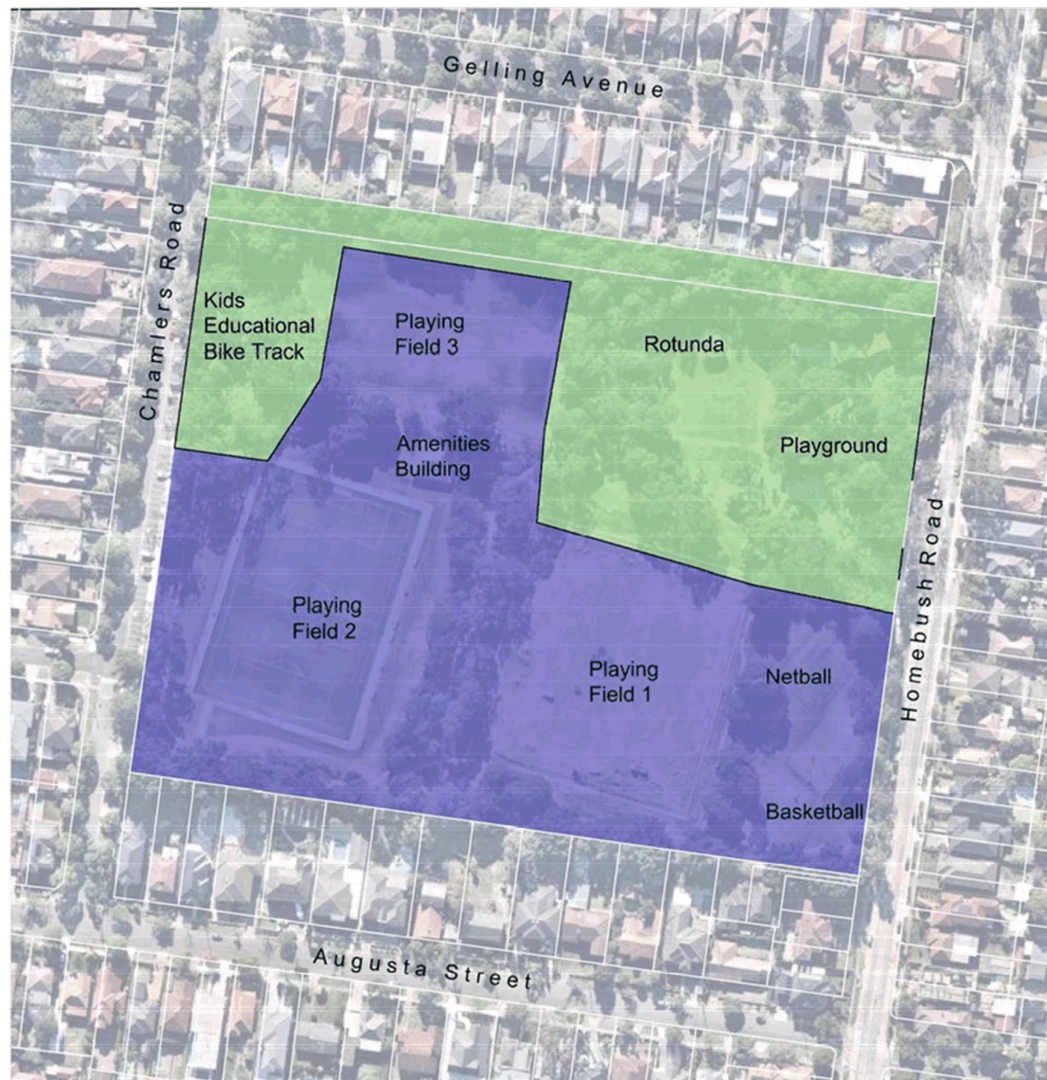 Gelling Avenue
Chamlers Road
Kids
Educational
Bike Track
Playing
Field 3
Rotunda
Amenities
Building
Playground
Homebush Road
Playing
Field 2
Playing
Field 1
Netball
Basketball
Augusta Street